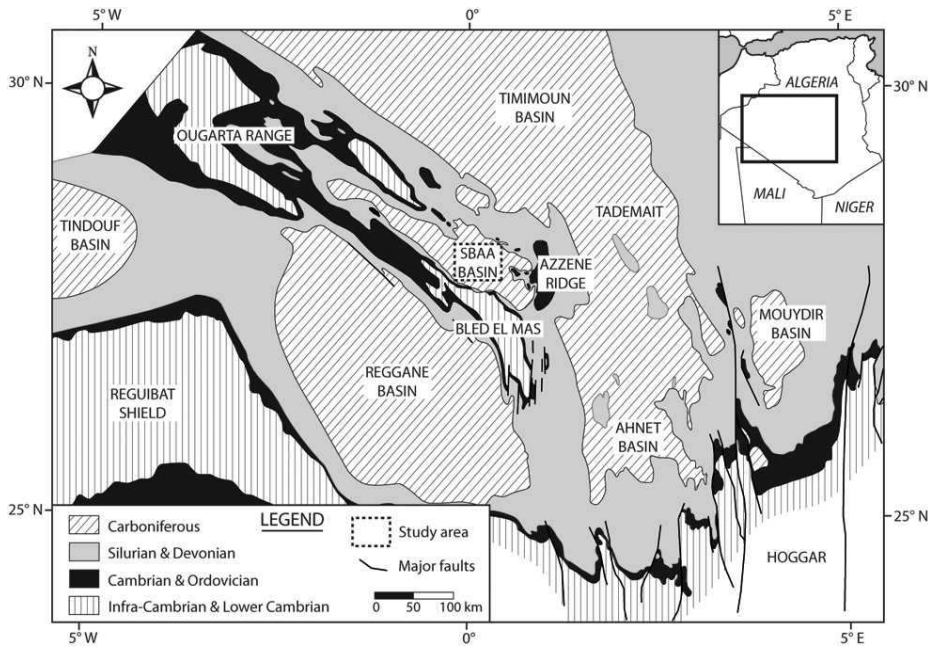 5° W
0°
5° E
N
30° N
30° N
ALGERIA
MALI
NIGER
OUGARTA RANGE
TIMIMOUN
BASIN
TINDOUF
BASIN
TADEMAIT
SBAA
BASIN
AZZENE
RIDGE
BLED EL MAS
MOUYDIR
BASIN
REGGANE
BASIN
REGUIBAT
SHIELD
AHNET
BASIN
25° N
25° N
HOGGAR
LEGEND
Carboniferous
Silurian & Devonian
Cambrian & Ordovician
Infra-Cambrian & Lower Cambrian
Study area
Major faults
0 50 100 km
5° W
0°
5° E